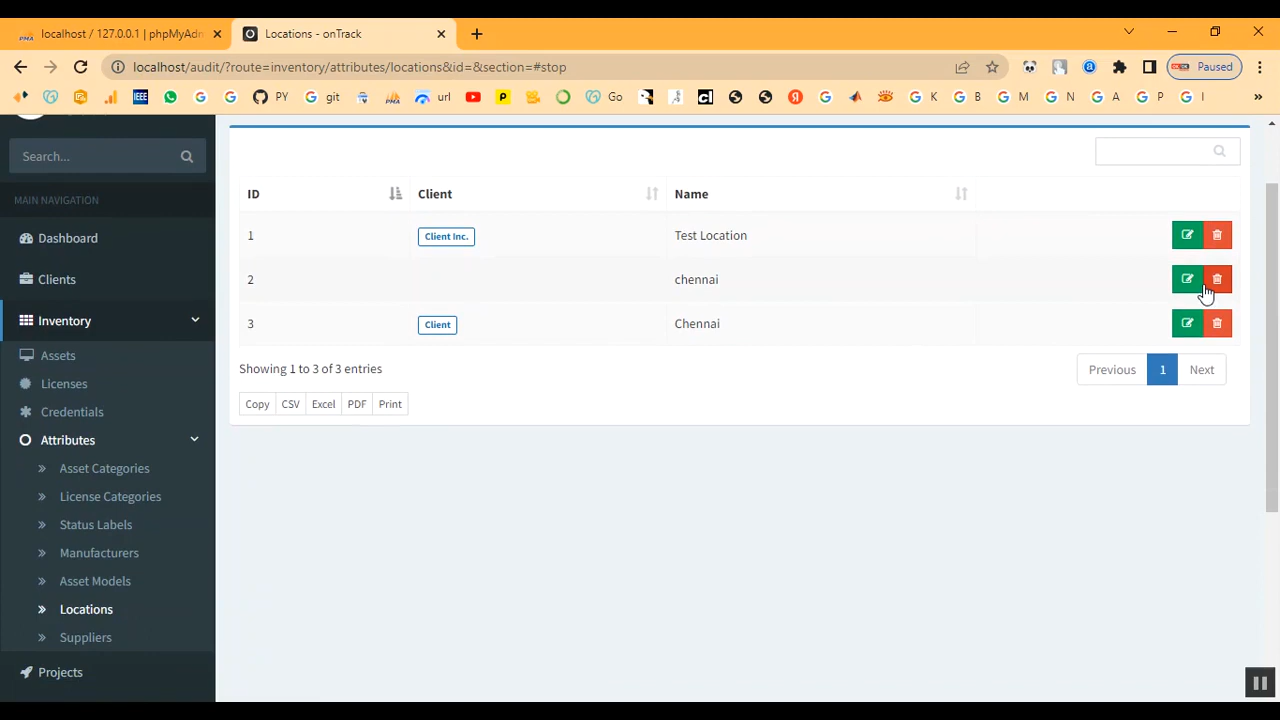 localhost / 127.0.0.1 | phpMyAdn
Locations - onTrack
localhost/audit/?route=inventory/attributes/locations&id=&section=#stop
Paused
PY
git
url
Go
K
B
M
N
A
P
I
Search...
MAIN NAVIGATION
Dashboard
Clients
Inventory
Assets
Licenses
Credentials
Attributes
Asset Categories
License Categories
Status Labels
Manufacturers
Asset Models
Locations
Suppliers
Projects
ID Client Name
1 Client Inc. Test Location
2 chennai
3 Client Chennai
Showing 1 to 3 of 3 entries
Previous 1 Next
Copy CSV Excel PDF Print